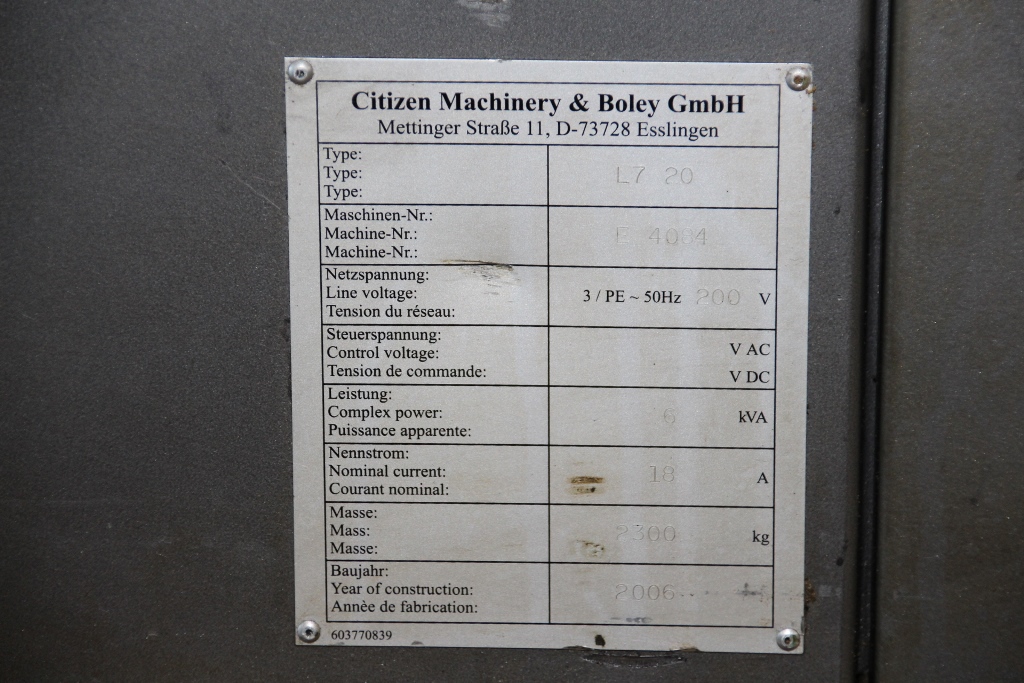 Citizen Machinery & Boley GmbH
Mettinger Straße 11, D-73728 Esslingen
Type:
Type: L7 20
Type:
Maschinen-Nr.:
Machine-Nr.: 
Machine-Nr.:
Netzspannung:
Line voltage: 3 / PE ~ 50Hz 200 V
Tension du réseau:
Steuerspannung:
Control voltage: V AC
Tension de commande: V DC
Leistung:
Complex power: 6 kVA
Puissance apparente:
Nennstrom:
Nominal current: 18 A
Courant nominal:
Masse:
Mass: 2300 kg
Masse:
Baujahr:
Year of construction: 2006
Annèe de fabrication:
603770839